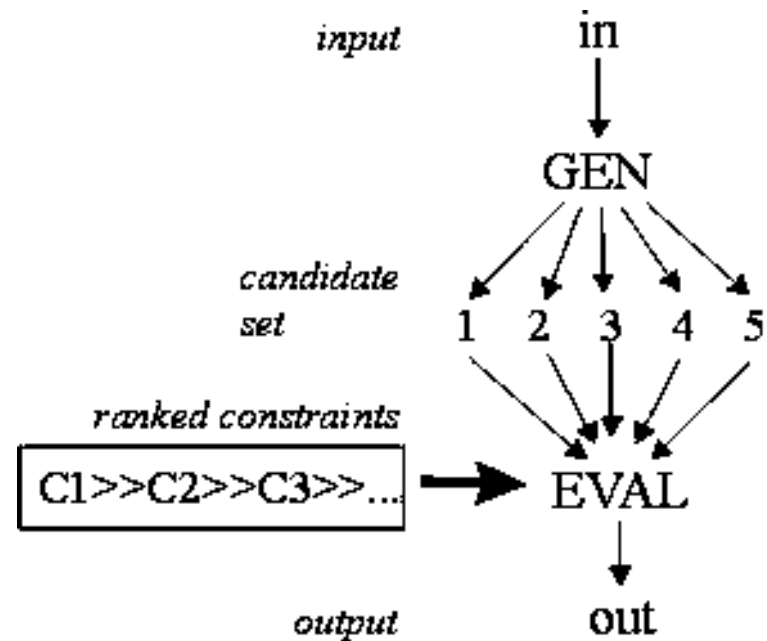 input in
GEN
candidate
set 1 2 3 4 5
ranked constraints
C1>>C2>>C3>>... EVAL
output out